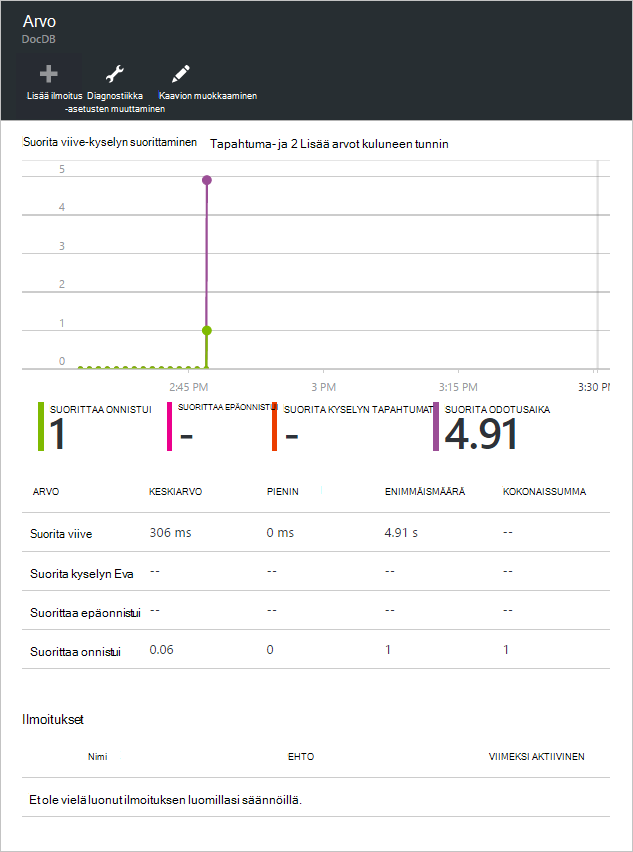 Arvo
DocDB
Lisää ilmoitus Diagnostiikka Kaavion muokkaaminen
-asetusten muuttaminen
Suorita viive-kyselyn suorittaminen Tapahtuma- ja 2 Lisää arvot kuluneen tunnin
5
4
3
2
1
0
2:45 PM 3 PM 3:15 PM 3:30 PM
SUORITTAA ONNISTUI SUORITTAA EPÄONNISTUI SUORITA KYSELYN TAPAHTUMAT SUORITA ODOTUSAIKA
1 - - 4.91
ARVO KESKIARVO PIENIN ENIMMÄISMÄÄRÄ KOKONAISSUMMA
Suorita viive 306 ms 0 ms 4.91 s --
Suorita kyselyn Eva -- -- -- --
Suorittaa epäonnistui -- -- -- --
Suorittaa onnistui 0.06 0 1 1
Ilmoitukset
Nimi EHTO VIIMEKSI AKTIIVINEN
Et ole vielä luonut ilmoituksen luomillasi säännöillä.